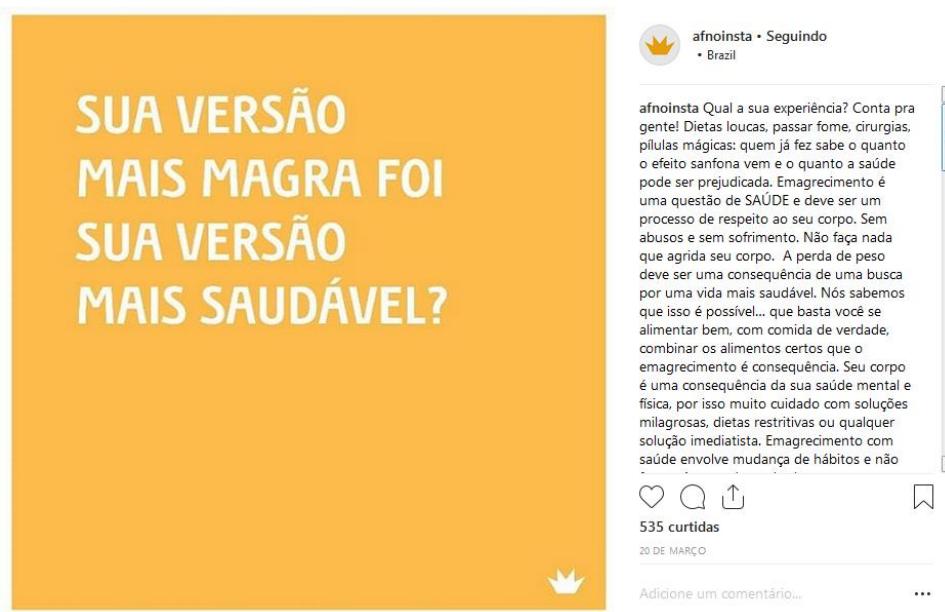 SUA VERSÃO
MAIS MAGRA FOI
SUA VERSÃO
MAIS SAUDÁVEL?
afnoinsta • Seguindo
• Brazil
afnoinsta Qual a sua experiência? Conta pra
gente! Dietas loucas, passar fome, cirurgias,
pílulas mágicas: quem já fez sabe o quanto
o efeito sanfona vem e o quanto a saúde
pode ser prejudicada. Emagrecimento é
uma questão de SAÚDE e deve ser um
processo de respeito ao seu corpo. Sem
abusos e sem sofrimento. Não faça nada
que agrida seu corpo. A perda de peso
deve ser uma consequência de uma busca
por uma vida mais saudável. Nós sabemos
que isso é possível... que basta você se
alimentar bem, com comida de verdade,
combinar os alimentos certos que o
emagrecimento é consequência. Seu corpo
é uma consequência da sua saúde mental e
física, por isso muito cuidado com soluções
milagrosas, dietas restritivas ou qualquer
solução imediatista. Emagrecimento com
saúde envolve mudança de hábitos e não
535 curtidas
20 DE MARÇO
Adicione um comentário...